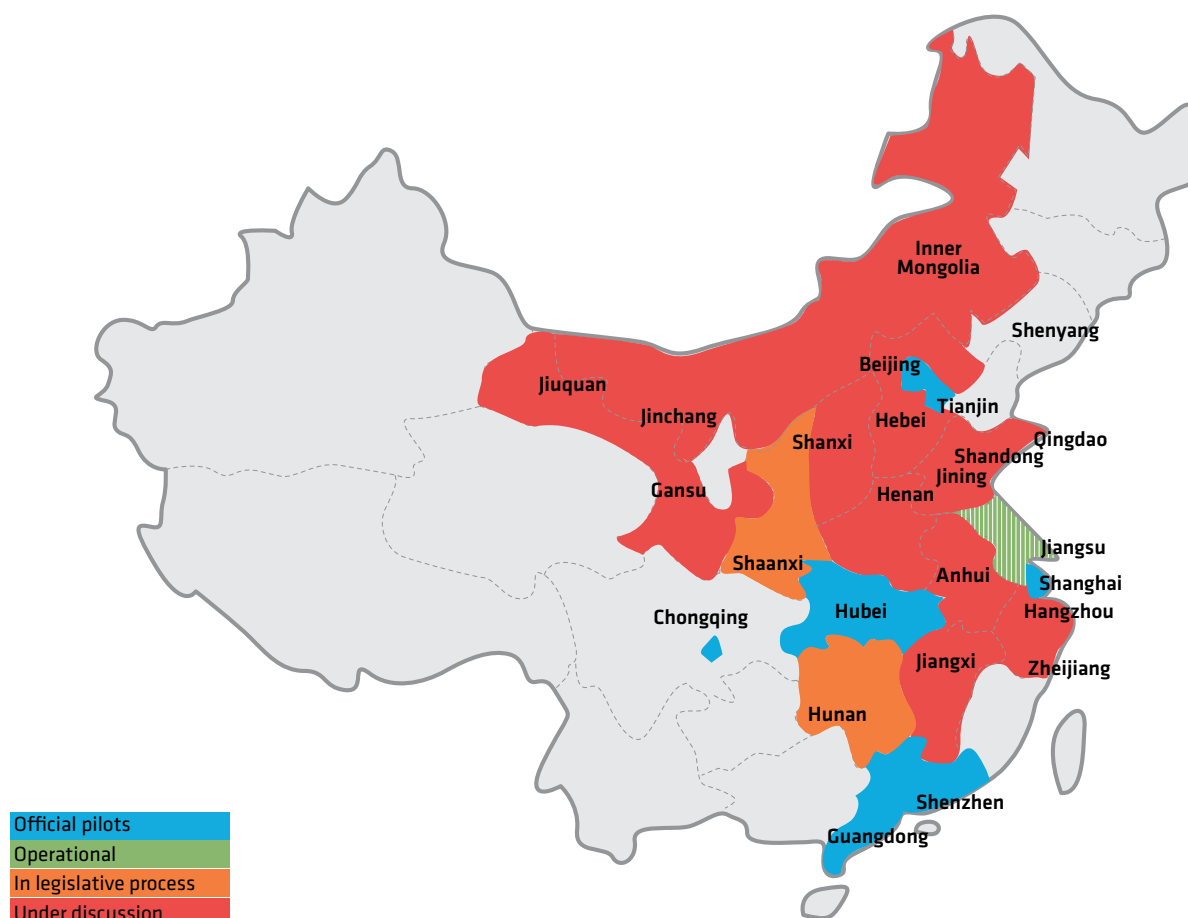 Inner
Mongolia
Shenyang
Beijing
Jiuquan
Tianjin
Jinchang
Hebei
Shanxi
Qingdao
Shandong
Jining
Gansu
Henan
Jiangsu
Shaanxi
Anhui
Shanghai
Hubei
Hangzhou
Chongqing
Jiangxi
Zheijiang
Hunan
Shenzhen
Guangdong
Official pilots
Operational
In legislative process
Under discussion